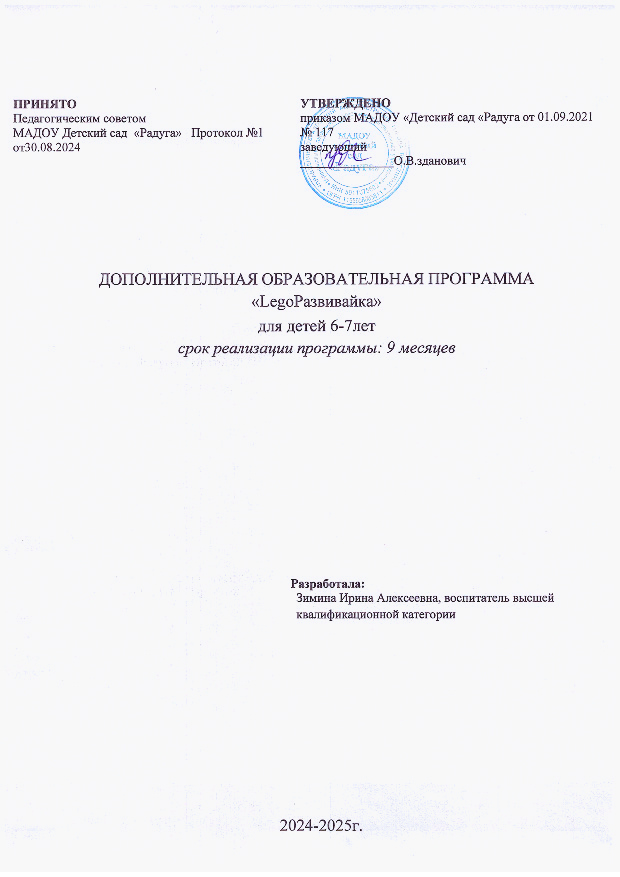 ПРИНЯТО
Педагогическим советом
МАДОУ Детский сад «Радуга» Протокол №1
от30.08.2024
УТВЕРЖДЕНО
приказом МАДОУ «Детский сад «Радуга от 01.09.2021
№ 117
заведующий
О.В.зданович
МАДОУ
ДОПОЛНИТЕЛЬНАЯ ОБРАЗОВАТЕЛЬНАЯ ПРОГРАММА
«LegoРазвивайка»
для детей 6-7лет
срок реализации программы: 9 месяцев
Разработала:
Зимина Ирина Алексеевна, воспитатель высшей
квалификационной категории
2024-2025г.